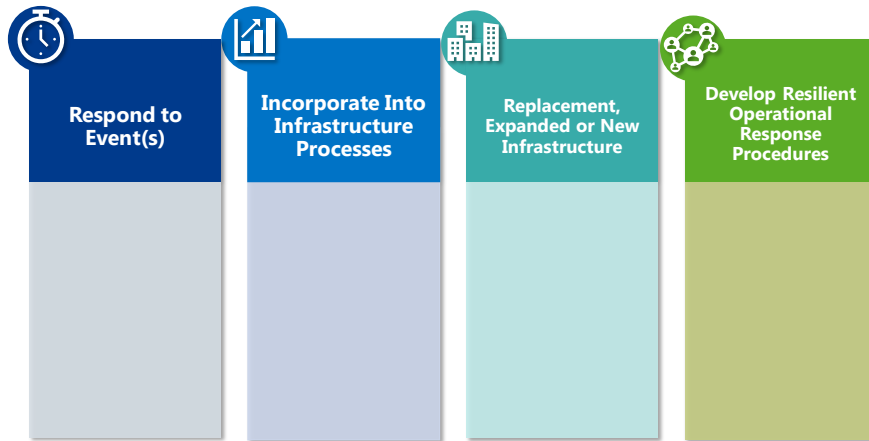 Respond to
Event(s)
Incorporate Into
Infrastructure
Processes
Replacement,
Expanded or New
Infrastructure
Develop Resilient
Operational
Response
Procedures